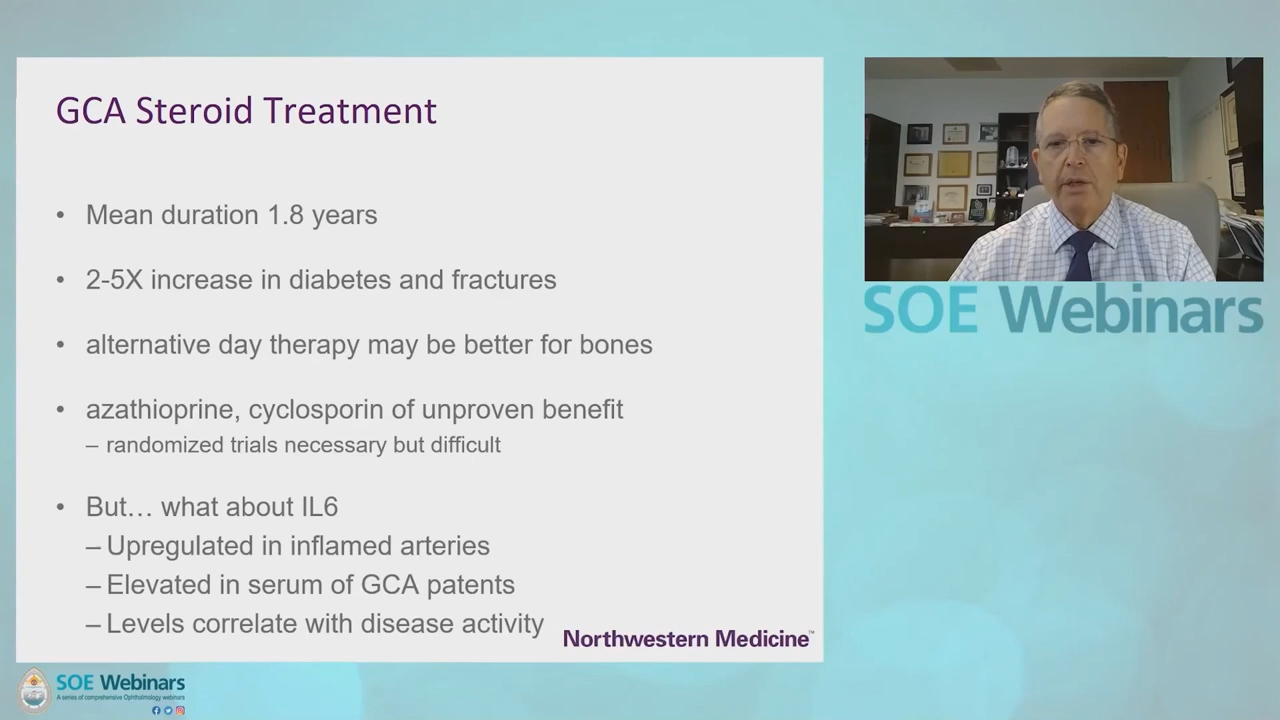 GCA Steroid Treatment
• Mean duration 1.8 years
• 2-5X increase in diabetes and fractures
• alternative day therapy may be better for bones
• azathioprine, cyclosporin of unproven benefit
– randomized trials necessary but difficult
• But… what about IL6
– Upregulated in inflamed arteries
– Elevated in serum of GCA patents
– Levels correlate with disease activity
Northwestern Medicine™
SOE Webinars
SOE Webinars
A series of comprehensive Ophthalmology webinars